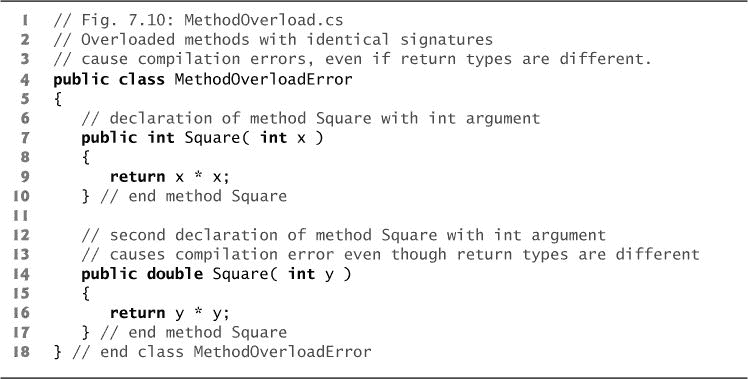 1 // Fig. 7.10: MethodOverload.cs
2 // Overloaded methods with identical signatures
3 // cause compilation errors, even if return types are different.
4 public class MethodOverloadError
5 {
6 // declaration of method Square with int argument
7 public int Square( int x )
8 {
9 return x * x;
10 } // end method Square
11
12 // second declaration of method Square with int argument
13 // causes compilation error even though return types are different
14 public double Square( int y )
15 {
16 return y * y;
17 } // end method Square
18 } // end class MethodOverloadError